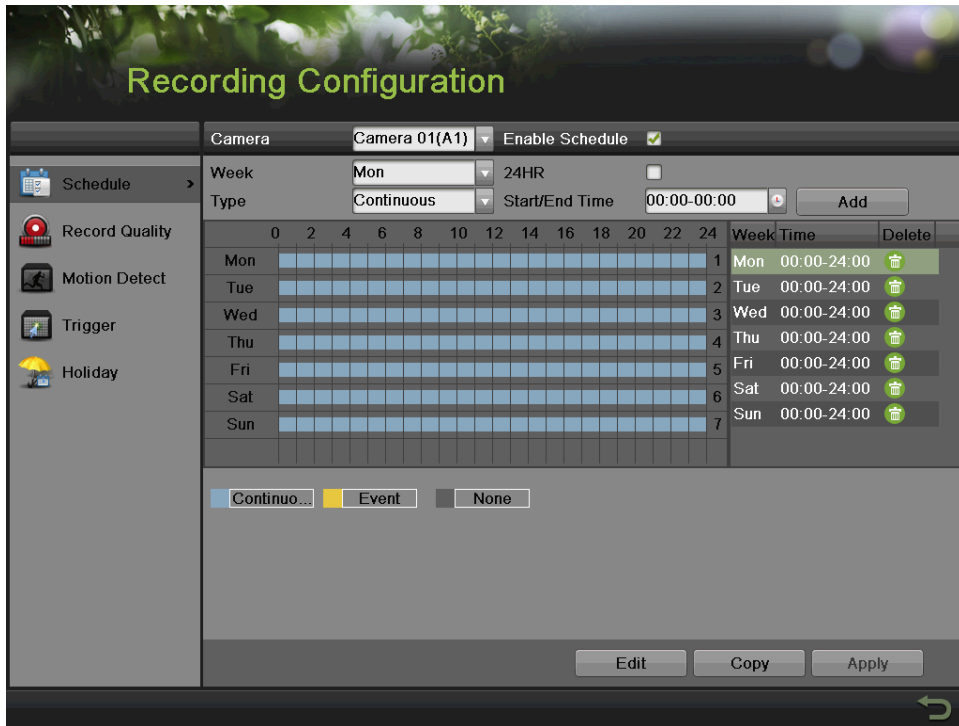 Recording Configuration
Camera Camera 01(A1) Enable Schedule
Schedule
Record Quality
Motion Detect
Trigger
Holiday
Week Mon 24HR
Type Continuous Start/End Time 00:00-00:00 Add
0 2 4 6 8 10 12 14 16 18 20 22 24
Mon 1
Tue 2
Wed 3
Thu 4
Fri 5
Sat 6
Sun 7
Week Time Delete
Mon 00:00-24:00
Tue 00:00-24:00
Wed 00:00-24:00
Thu 00:00-24:00
Fri 00:00-24:00
Sat 00:00-24:00
Sun 00:00-24:00
Continuo... Event None
Edit Copy Apply